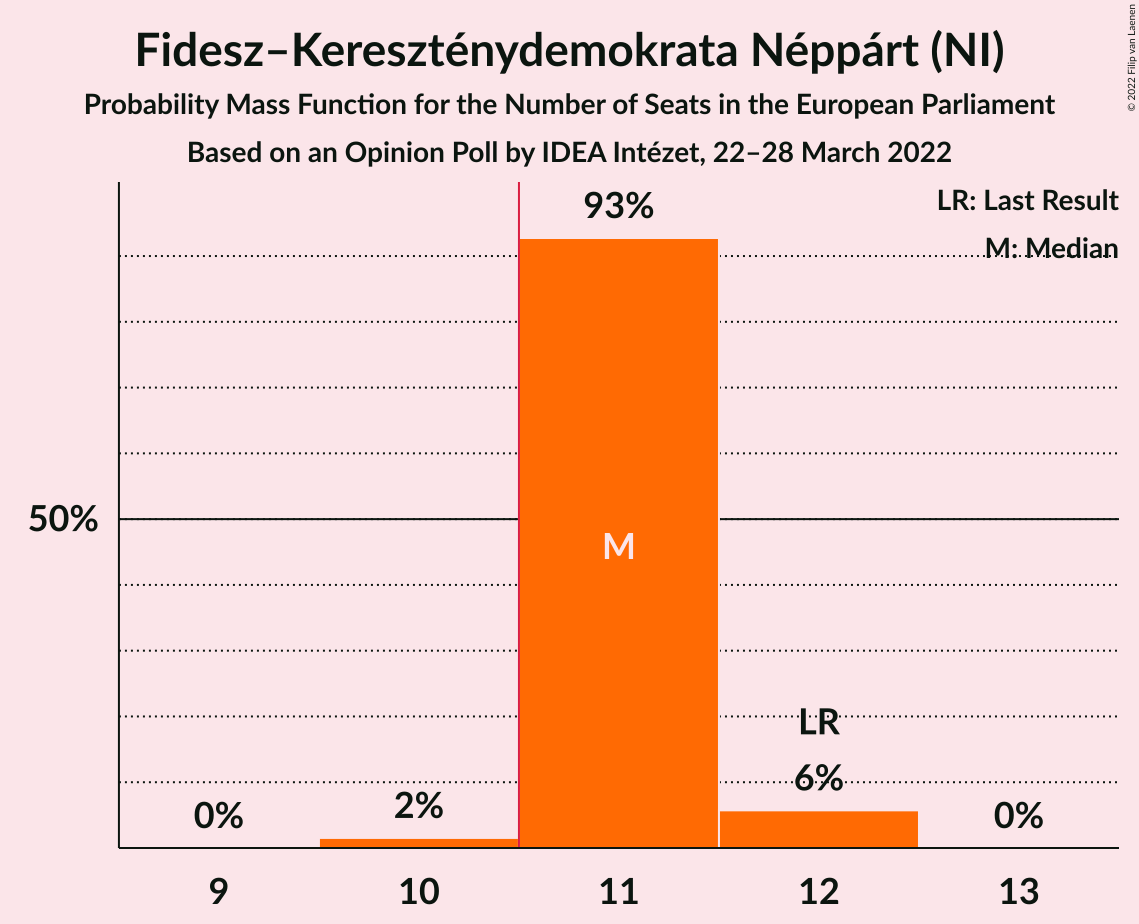 Fidesz–Kereszténydemokrata Néppárt (NI)
Probability Mass Function for the Number of Seats in the European Parliament
Based on an Opinion Poll by IDEA Intézet, 22–28 March 2022
© 2022 Filip van Laenen
LR: Last Result
M: Median
93%
50%
M
LR
6%
0%
2%
0%
9
10
11
12
13